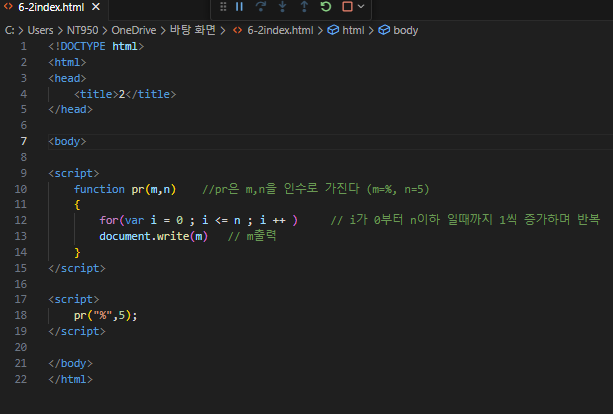 6-2index.html
C: > Users > NT950 > OneDrive > 바탕 화면 > 6-2index.html > html > body
1 <!DOCTYPE html>
2 <html>
3 <head>
4 <title>2</title>
5 </head>
6
7 <body>
8
9 <script>
10 function pr(m,n) //pr은 m,n을 인수로 가진다 (m=%, n=5)
11 {
12 for(var i = 0 ; i <= n ; i ++ ) // i가 0부터 n이하 일때까지 1씩 증가하며 반복
13 document.write(m) // m출력
14 }
15 </script>
16
17 <script>
18 pr("%",5);
19 </script>
20
21 </body>
22 </html>